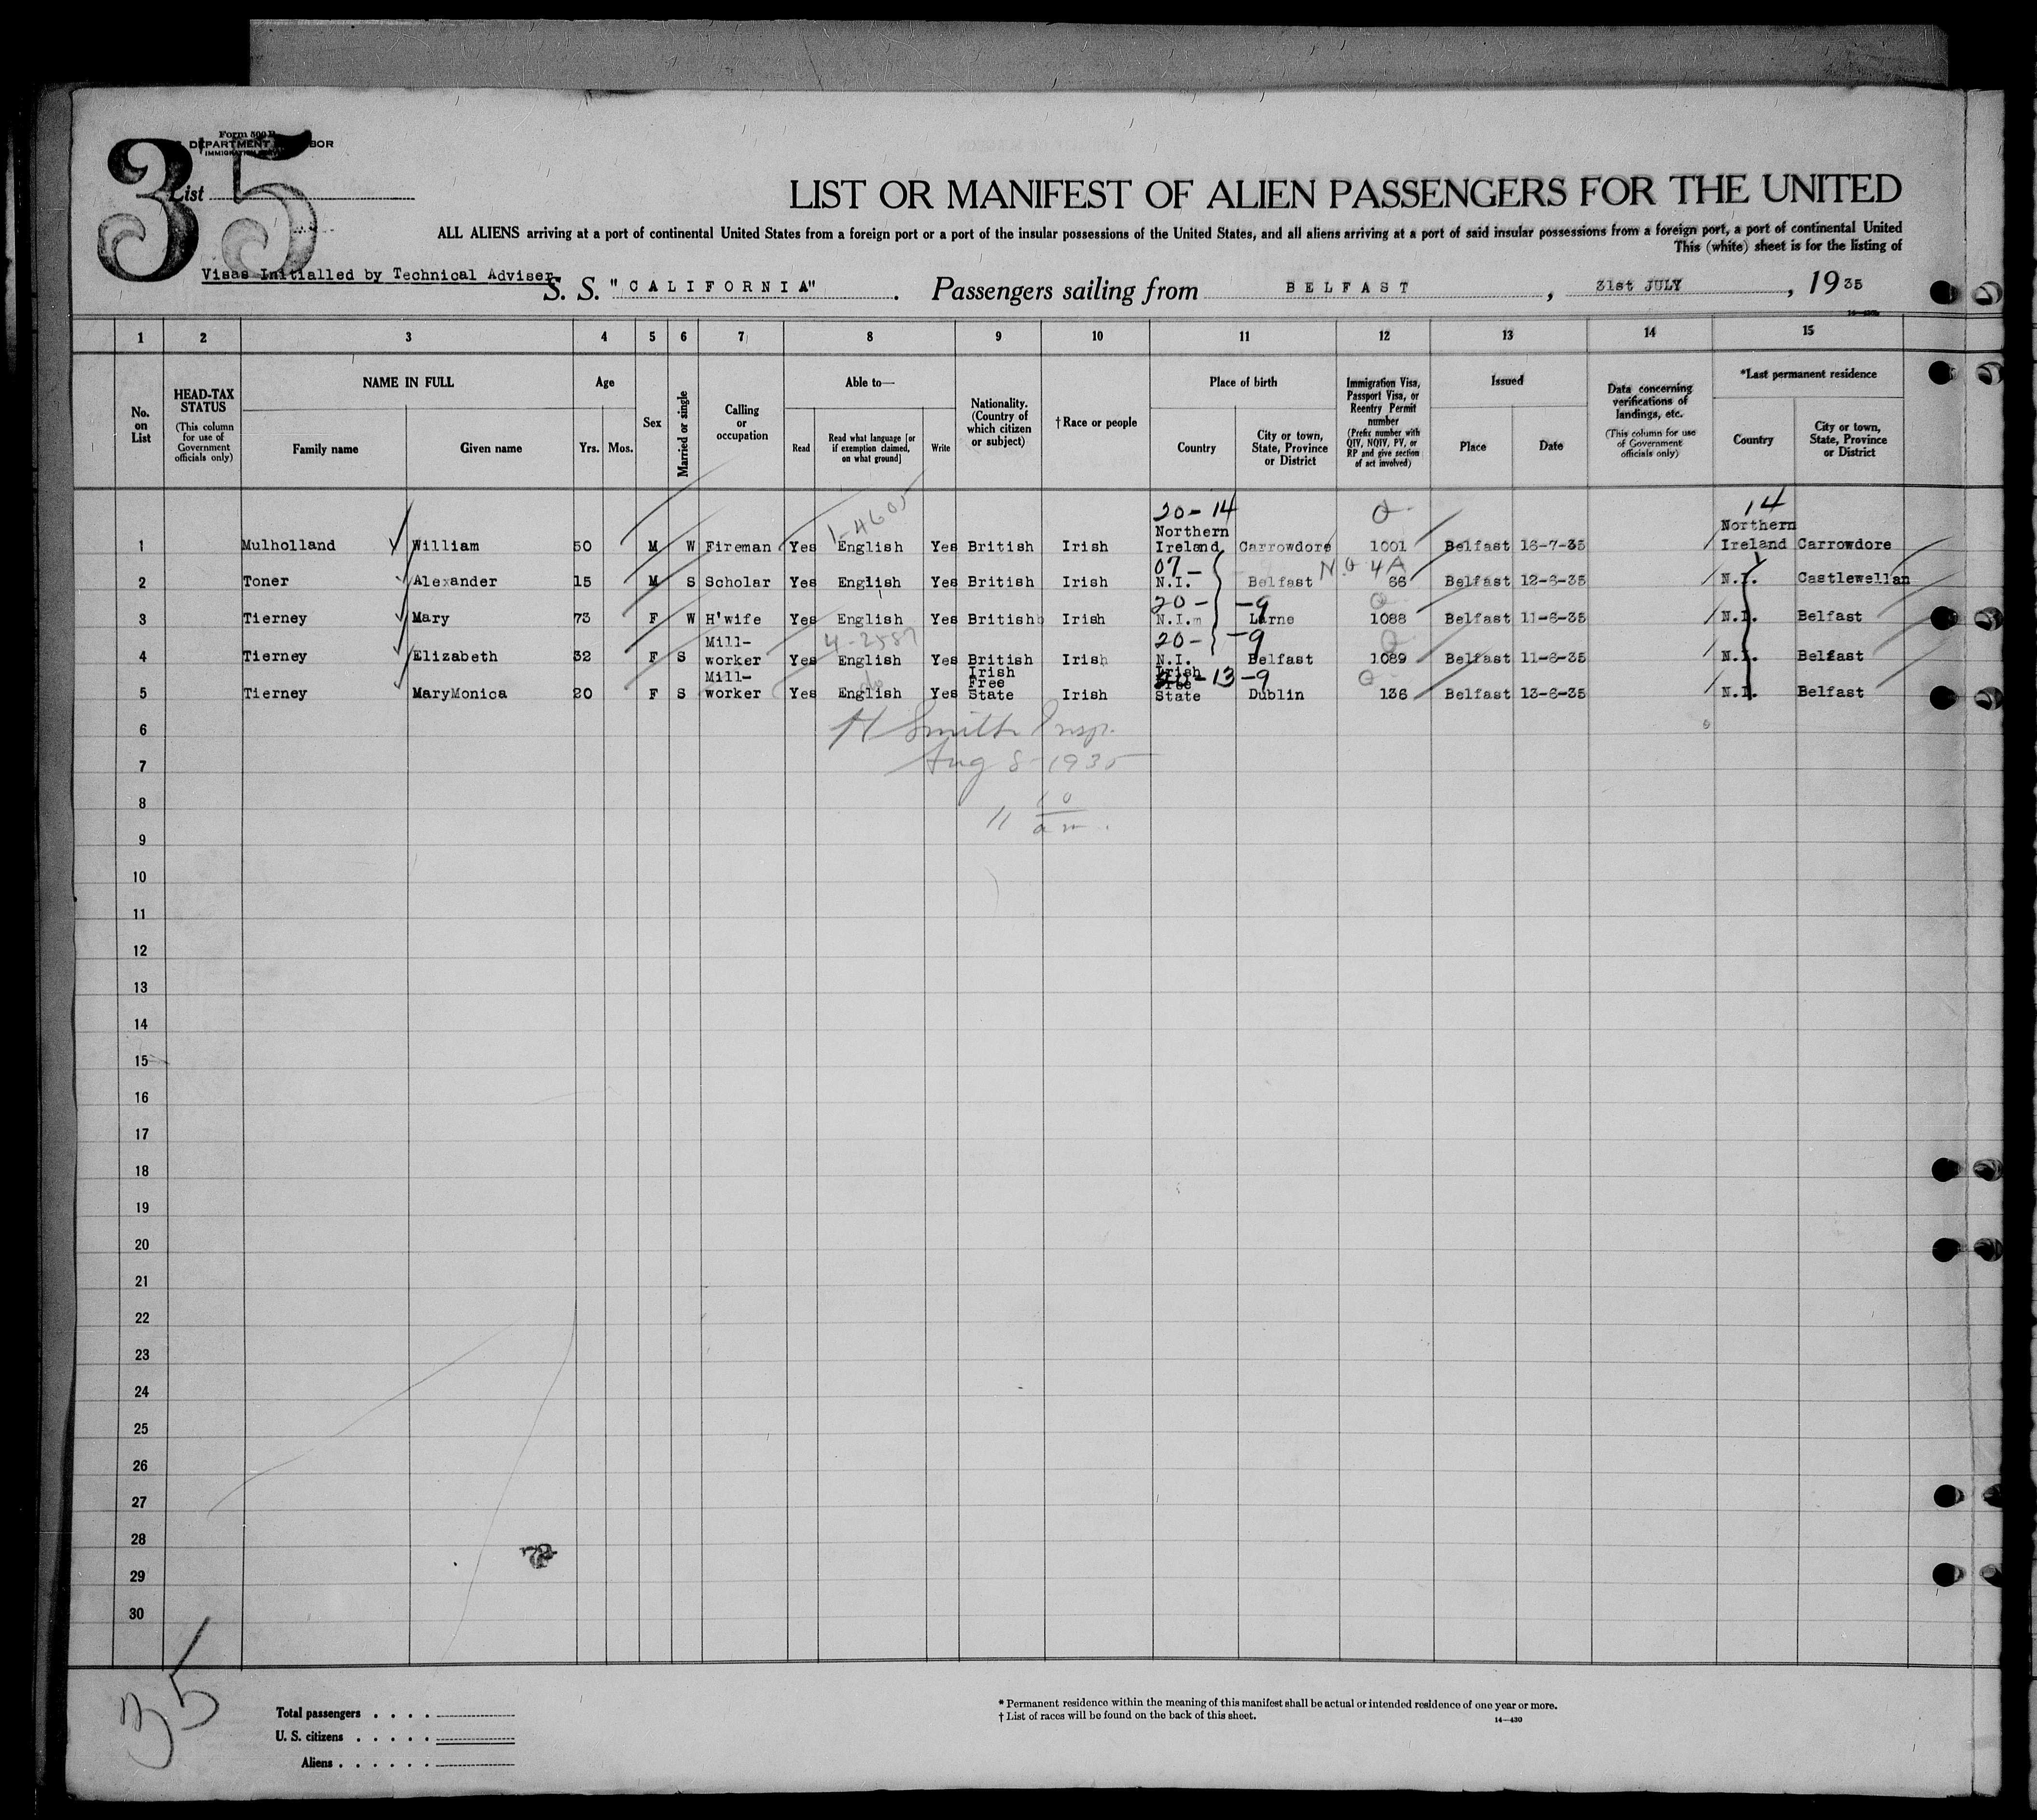 35
Form 500 B
DEPARTMENT LABOR
List
LIST OR MANIFEST OF ALIEN PASSENGERS FOR THE UNITED
ALL ALIENS arriving at a port of continental United States from a foreign port or a port of the insular possessions of the United States, and all aliens arriving at a port of said insular possessions from a foreign port, a port of continental United
This (white) sheet is for the listing of
Visas Initialled by Technical Adviser
S. S. "CALIFORNIA". Passengers sailing from BELFAST, 31st JULY, 1935
1 2 3 4 5 6 7 8 9 10 11 12 13 14 15
No. on List
HEAD-TAX STATUS
(This column for use of Government officials only)
NAME IN FULL
Family name Given name
Age
Yrs. Mos.
Sex
Married or single
Calling or occupation
Able to—
Read
Read what language [or if exemption claimed, on what ground]
Write
Nationality. (Country of which citizen or subject)
†Race or people
Place of birth
Country
City or town, State, Province or District
Immigration Visa, Passport Visa, or Reentry Permit number
(Prefix number with QIV, NQIV, PV, or RP and give section of act involved)
Issued
Place Date
Data concerning verifications of landings, etc.
(This column for use of Government officials only)
*Last permanent residence
Country
City or town, State, Province or District
1-4605 20-14 Q 14
1 Mulholland William 50 M W Fireman Yes English Yes British Irish Northern Ireland Carrowdore 1001 Belfast 18-7-35 Northern Ireland Carrowdore
07- N.Q 4A
2 Toner Alexander 15 M S Scholar Yes English Yes British Irish N.I. Belfast 66 Belfast 12-6-35 N.I. Castlewellan
20- -9 Q
3 Tierney Mary 73 F W H'wife Yes English Yes British Irish N.I. Larne 1088 Belfast 11-6-35 N.I. Belfast
4-2587 20- -9 Q
4 Tierney Elizabeth 32 F S Mill-worker Yes English Yes British Irish N.I. Belfast 1089 Belfast 11-6-35 N.I. Belfast
do 13-9 Q
5 Tierney MaryMonica 20 F S Mill-worker Yes English Yes Irish Free State Irish Irish Free State Dublin 136 Belfast 13-6-35 N.I. Belfast
6
H Smith Insp.
7
Aug 8-1935
8
11 10 am.
9
10
11
12
13
14
15
16
17
18
19
20
21
22
23
24
25
26
27
28
29
30
35
Total passengers . . . .
U. S. citizens . . . . .
Aliens . . . . . .
* Permanent residence within the meaning of this manifest shall be actual or intended residence of one year or more.
† List of races will be found on the back of this sheet.
14—430